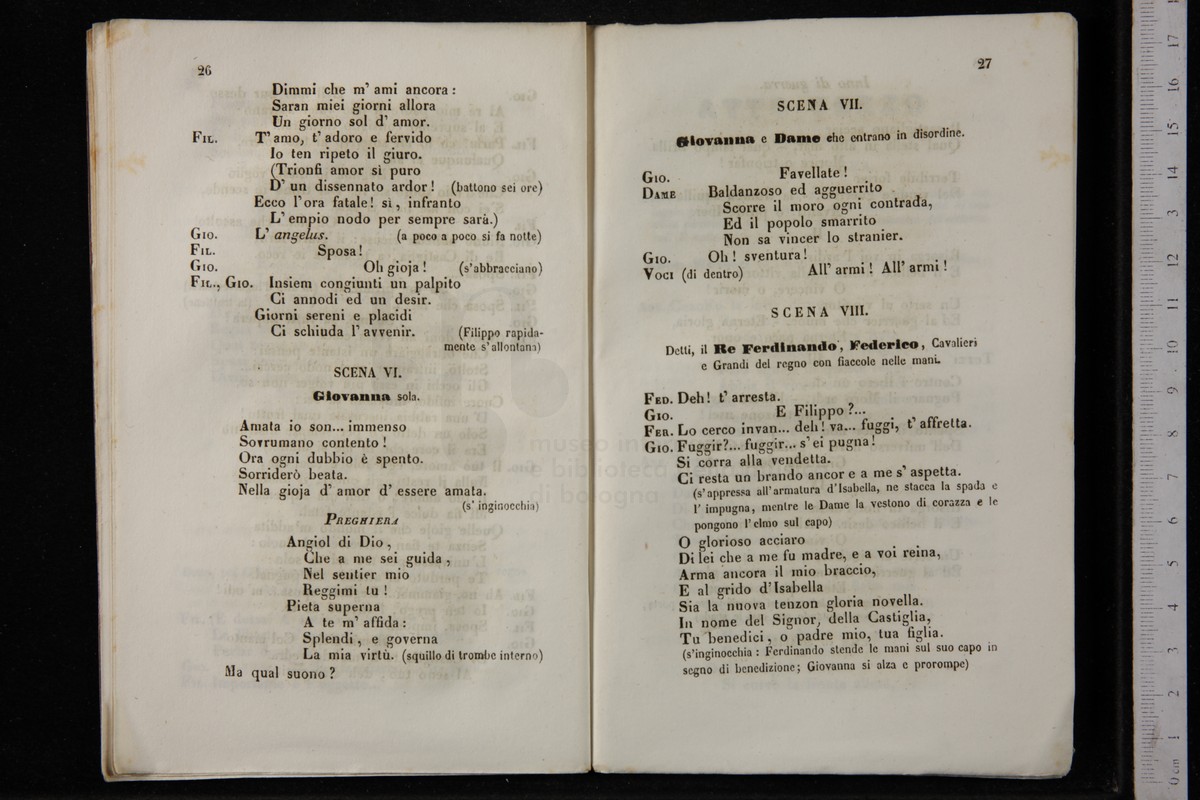 26
Dimmi che m' ami ancora :
Saran miei giorni allora
Un giorno sol d' amor.
FIL. T' amo, t' adoro e fervido
Io ten ripeto il giuro.
(Trionfi amor sì puro
D' un dissennato ardor ! (battono sei ore)
Ecco l' ora fatale ! sì, infranto
L' empio nodo per sempre sarà.)
GIO. L' angelus. (a poco a poco si fa notte)
FIL. Sposa !
GIO. Oh gioja ! (s'abbracciano)
FIL., GIO. Insiem congiunti un palpito
Ci annodi ed un desir.
Giorni sereni e placidi
Ci schiuda l' avvenir. (Filippo rapida-
mente s' allontana)
SCENA VI.
Giovanna sola.
Amata io son... immenso
Sovrumano contento !
Ora ogni dubbio è spento.
Sorriderò beata.
Nella gioja d' amor d' essere amata.
(s' inginocchia)
PREGHIERA
Angiol di Dio,
Che a me sei guida,
Nel sentier mio
Reggimi tu !
Pieta superna
A te m' affida :
Splendi, e governa
La mia virtù. (squillo di trombe interno)
Ma qual suono ?
27
SCENA VII.
Giovanna e Dame che entrano in disordine.
GIO. Favellate !
DAME Baldanzoso ed agguerrito
Scorre il moro ogni contrada,
Ed il popolo smarrito
Non sa vincer lo stranier.
GIO. Oh ! sventura !
VOCI (di dentro) All' armi ! All' armi !
SCENA VIII.
Detti, il Re Ferdinando, Federico, Cavalieri
e Grandi del regno con fiaccole nelle mani.
FED. Deh ! t' arresta.
GIO. E Filippo ?...
FER. Lo cerco invan... deh ! va... fuggi, t' affretta.
GIO. Fuggir?... fuggir... s' ei pugna !
Si corra alla vendetta.
Ci resta un brando ancor e a me s' aspetta.
(s' appressa all' armatura d' Isabella, ne stacca la spada e
l' impugna, mentre le Dame la vestono di corazza e le
pongono l' elmo sul capo)
O glorioso acciaro
Di lei che a me fu madre, e a voi reina,
Arma ancora il mio braccio,
E al grido d' Isabella
Sia la nuova tenzon gloria novella.
In nome del Signor, della Castiglia,
Tu benedici, o padre mio, tua figlia.
(s'inginocchia : Ferdinando stende le mani sul suo capo in
segno di benedizione; Giovanna si alza e prorompe)